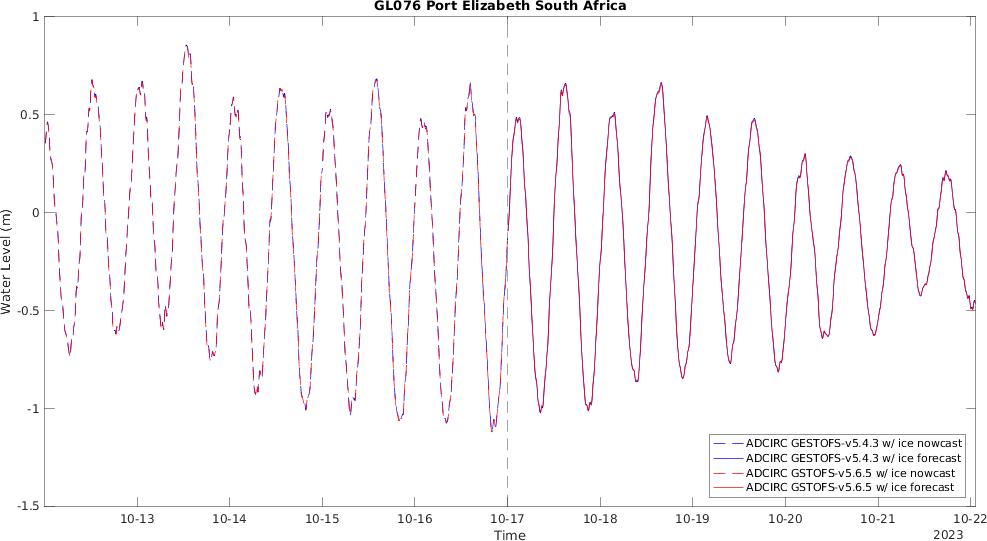 GL076 Port Elizabeth South Africa
1
0.5
0
-0.5
-1
-1.5
Water Level (m)
ADCIRC GESTOFS-v5.4.3 w/ ice nowcast
ADCIRC GESTOFS-v5.4.3 w/ ice forecast
ADCIRC GSTOFS-v5.6.5 w/ ice nowcast
ADCIRC GSTOFS-v5.6.5 w/ ice forecast
10-13 10-14 10-15 10-16 10-17 10-18 10-19 10-20 10-21 10-22
Time 2023